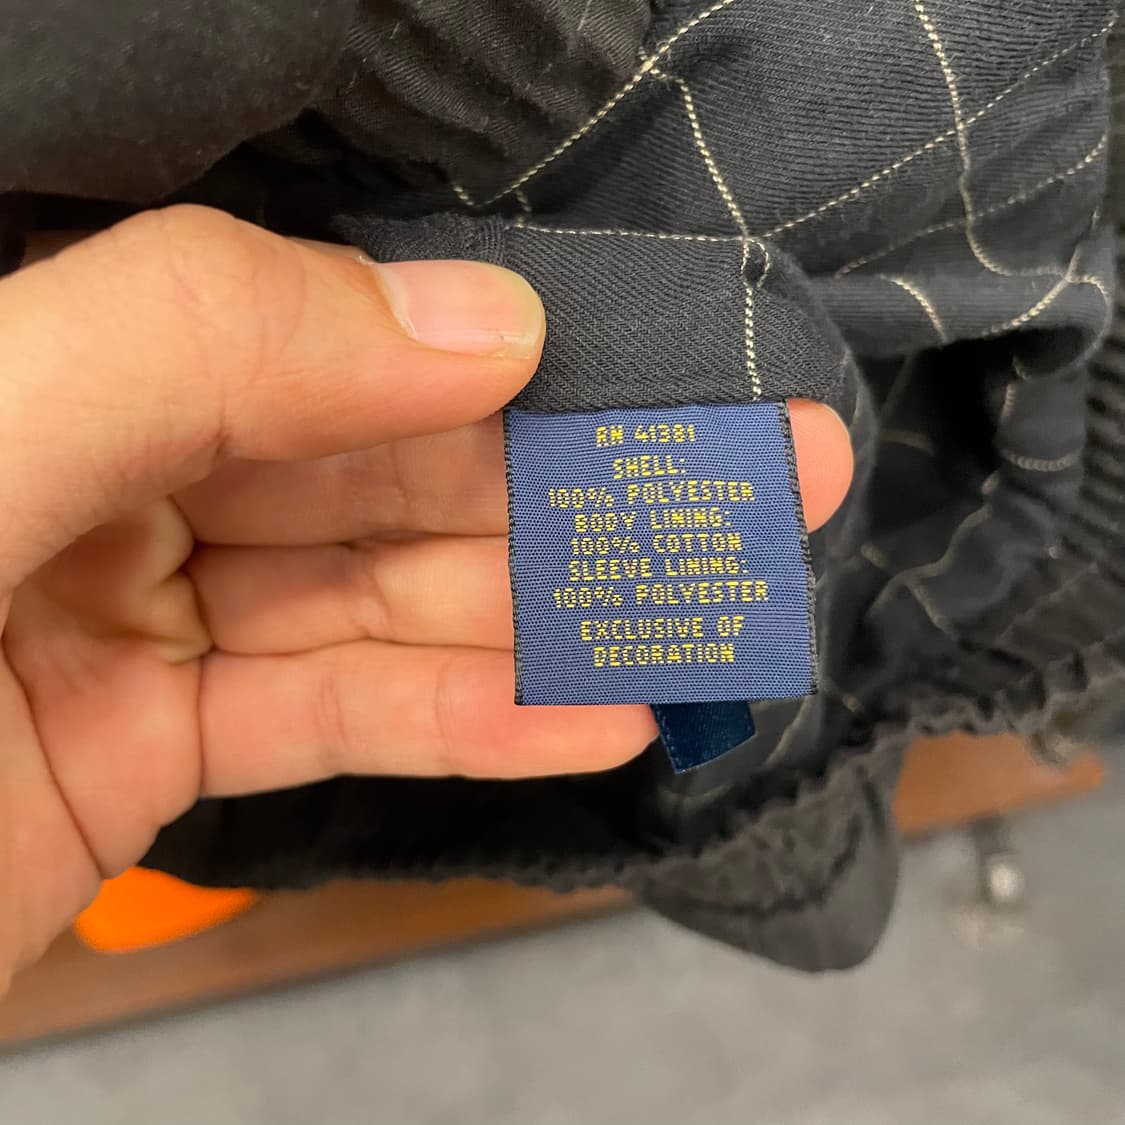 RN 41381
SHELL:
100% POLYESTER
BODY LINING:
100% COTTON
SLEEVE LINING:
100% POLYESTER
EXCLUSIVE OF
DECORATION